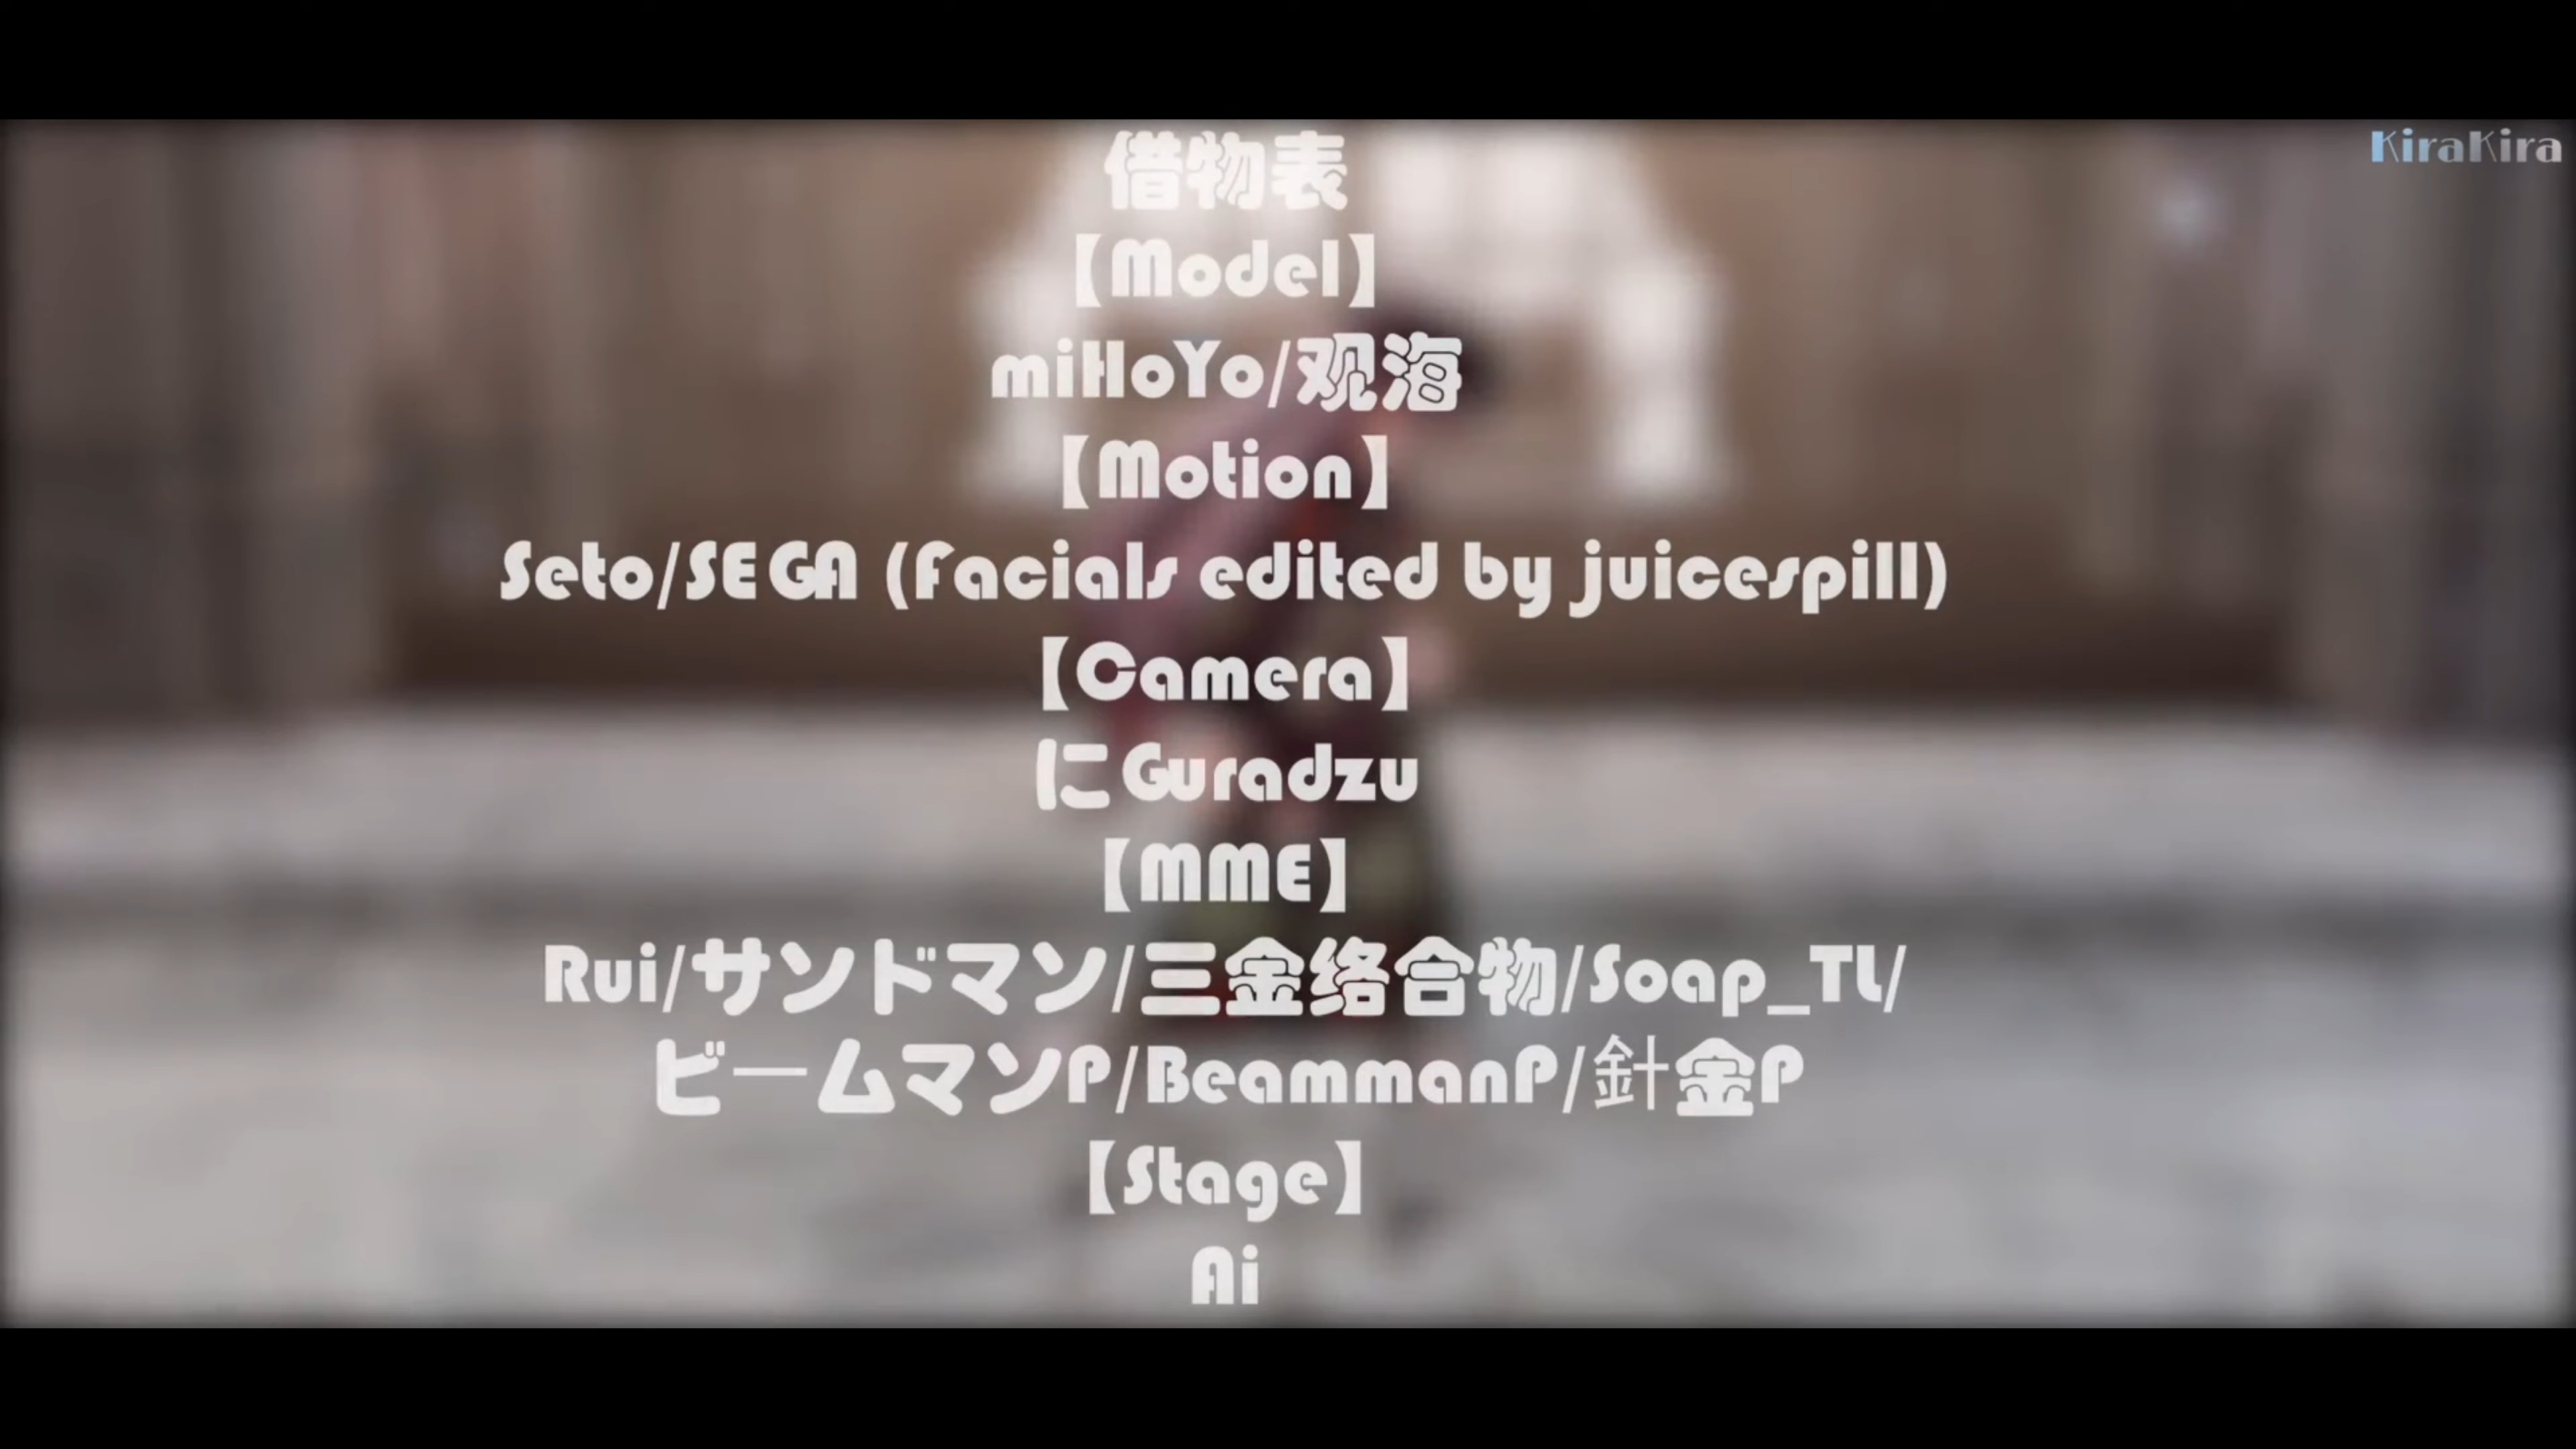 KiraKira
借物表
【Model】
miHoYo/观海
【Motion】
Seto/SEGA (Facials edited by juicespill)
【Camera】
にGuradzu
【MME】
Rui/サンドマン/三金络合物/Soap_TL/
ビームマンP/BeammanP/針金P
【Stage】
Ai